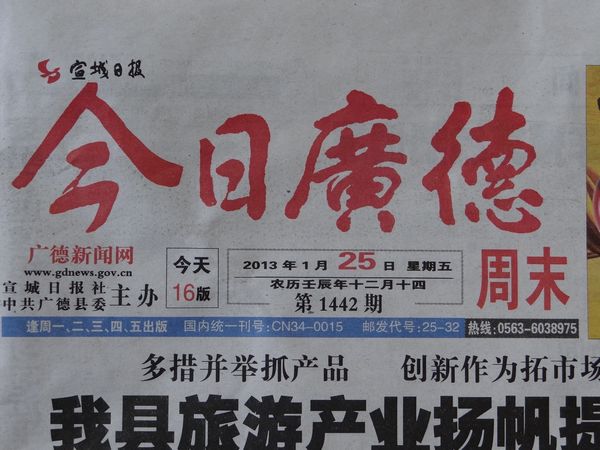 宣城日报
今日廣德
广德新闻网
www.gdnews.gov.cn
宣城日报社
中共广德县委
主办
今天
16版
2013年1月25日 星期五
农历壬辰年十二月十四
第1442期
周末
逢周一、二、三、四、五出版 国内统一刊号:CN34-0015 邮发代号:25-32 热线:0563-6038975
多措并举抓产品 创新作为拓市场
我县旅游产业扬帆提